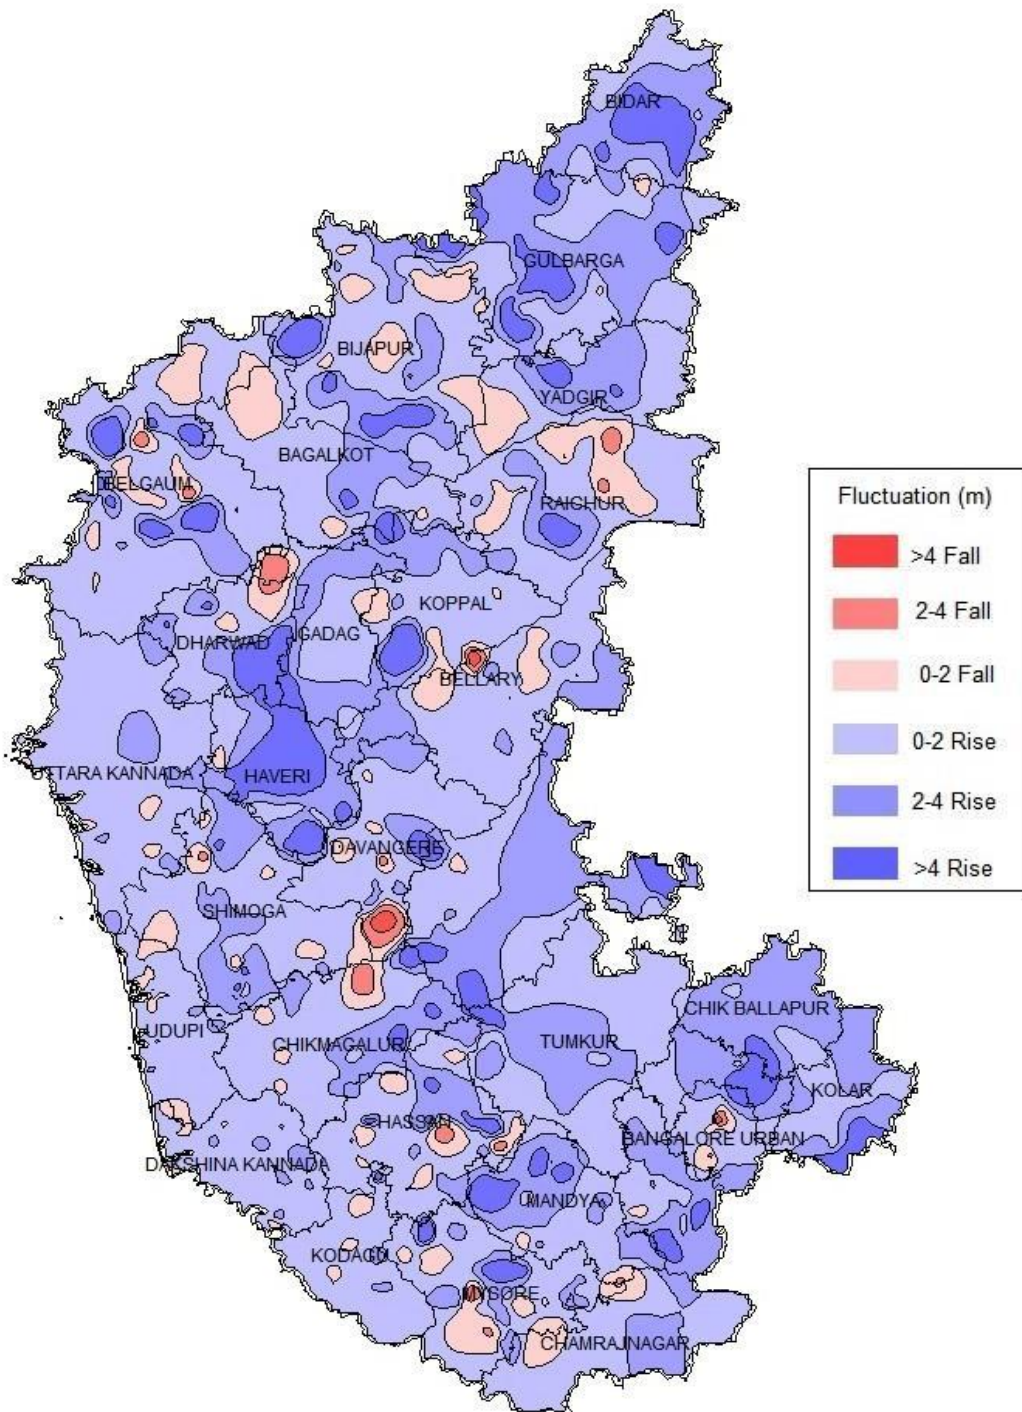 BIDAR
GULBARGA
BIJAPUR
YADGIR
BAGALKOT
BELGAUM
RAICHUR
KOPPAL
GADAG
DHARWAD
BELLARY
UTTARA KANNADA
HAVERI
DAVANGERE
SHIMOGA
CHIK BALLAPUR
UDUPI
CHIKMAGALUR
TUMKUR
KOLAR
HASSAN
BANGALORE URBAN
DAKSHINA KANNADA
MANDYA
KODAGU
MYSORE
CHAMRAJNAGAR
Fluctuation (m)
>4 Fall
2-4 Fall
0-2 Fall
0-2 Rise
2-4 Rise
>4 Rise